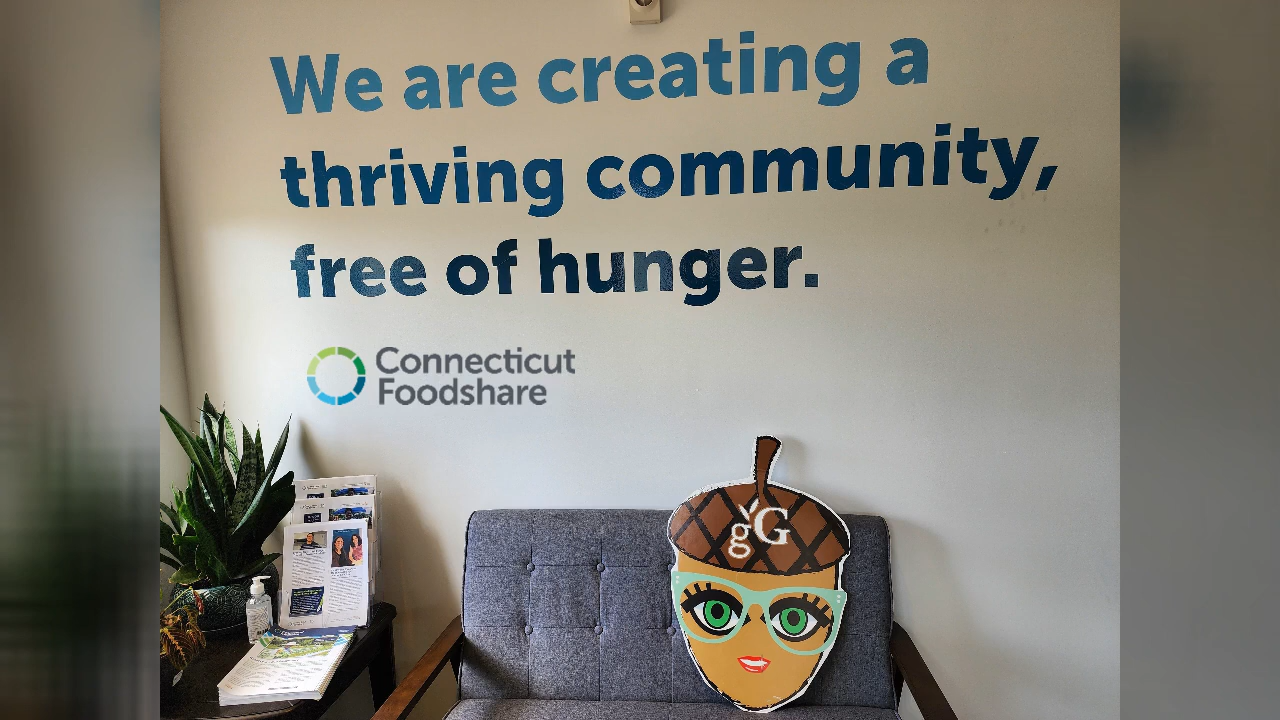 We are creating a
thriving community,
free of hunger.
Connecticut
Foodshare
gG